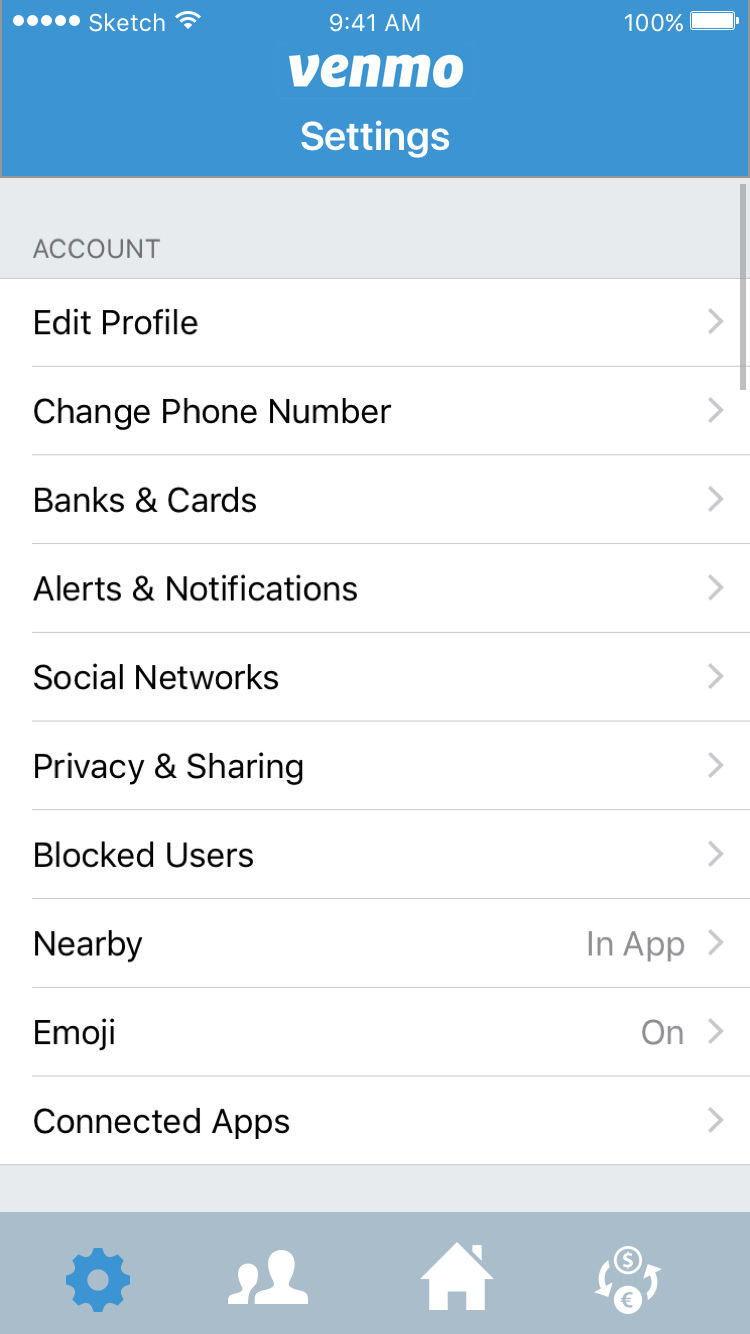 Sketch 9:41 AM 100%
venmo
Settings
ACCOUNT
Edit Profile
Change Phone Number
Banks & Cards
Alerts & Notifications
Social Networks
Privacy & Sharing
Blocked Users
Nearby In App
Emoji On
Connected Apps
$
€